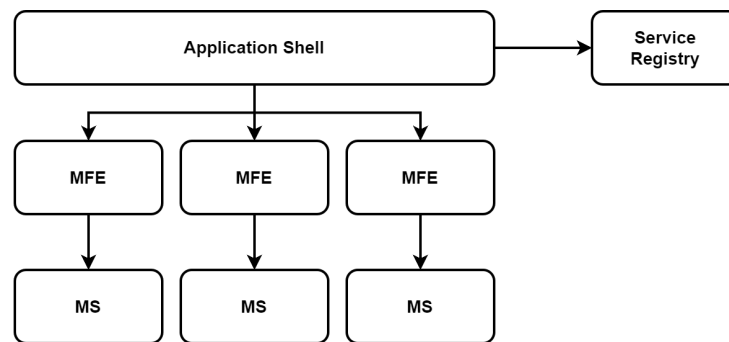 Application Shell
Service
Registry
MFE
MFE
MFE
MS
MS
MS